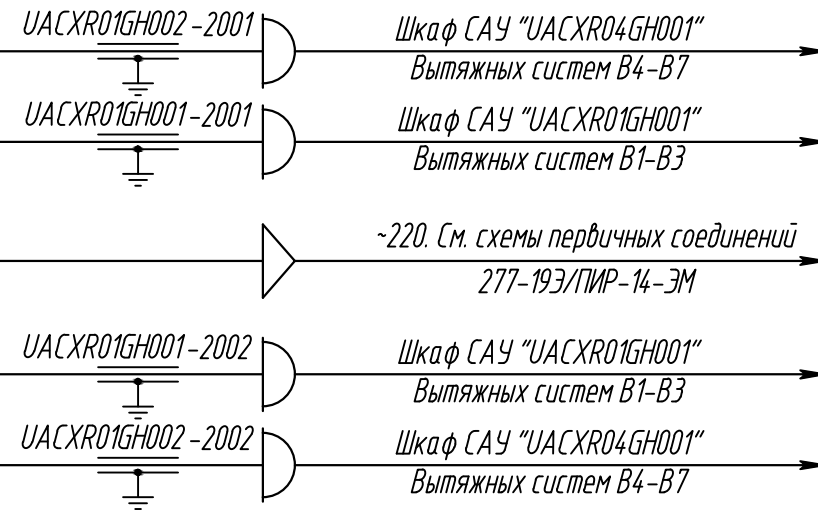 UACXR01GH002-2001
Шкаф САУ "UACXR04GH001"
Вытяжных систем В4-В7
UACXR01GH001-2001
Шкаф САУ "UACXR01GH001"
Вытяжных систем В1-В3
~220. См. схемы первичных соединений
277-19Э/ПИР-14-ЭМ
UACXR01GH001-2002
Шкаф САУ "UACXR01GH001"
Вытяжных систем В1-В3
UACXR01GH002-2002
Шкаф САУ "UACXR04GH001"
Вытяжных систем В4-В7